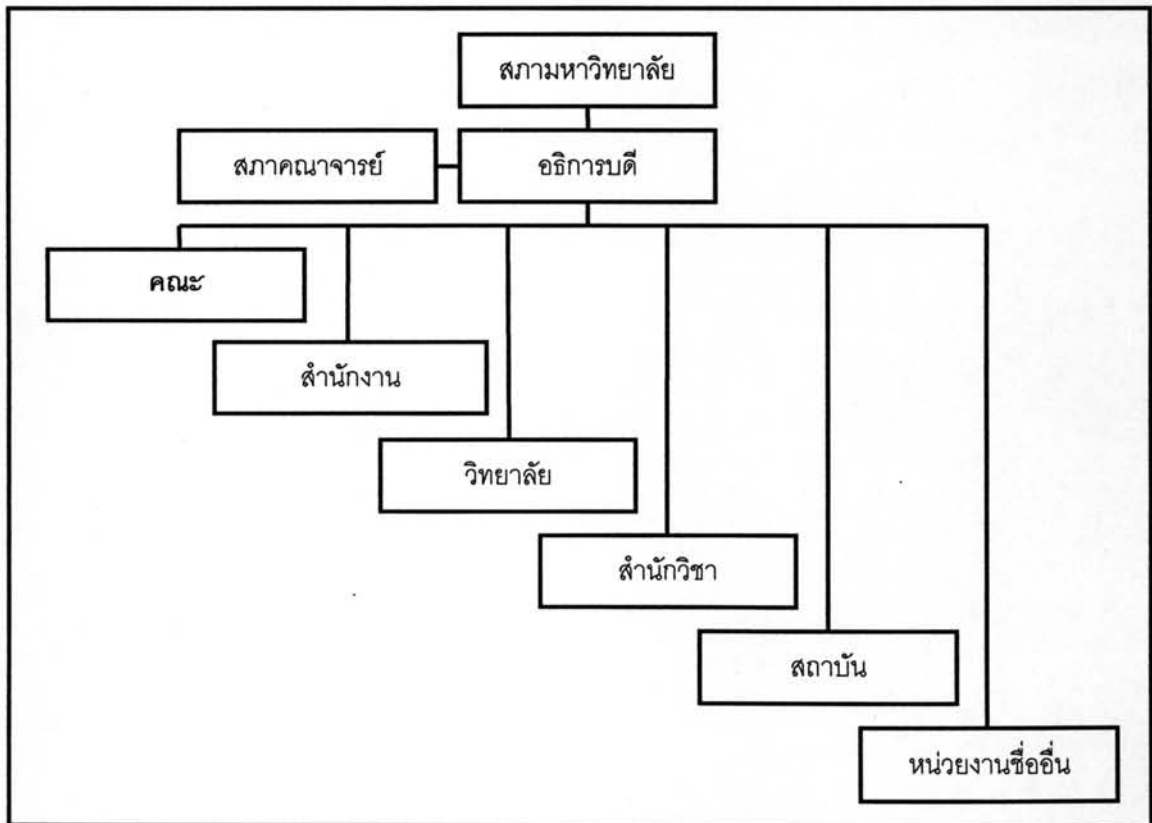 สภามหาวิทยาลัย
สภาคณาจารย์
อธิการบดี
คณะ
สำนักงาน
วิทยาลัย
สำนักวิชา
สถาบัน
หน่วยงานชื่ออื่น